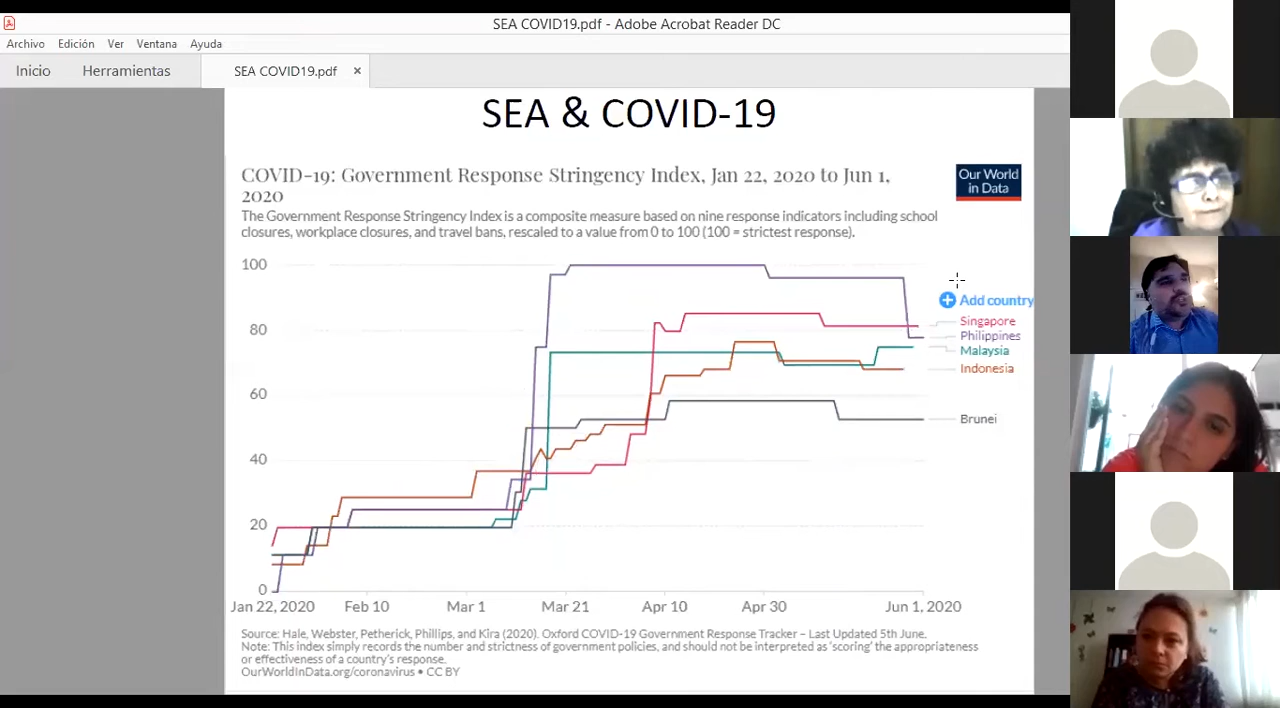 SEA COVID19.pdf - Adobe Acrobat Reader DC
Archivo Edición Ver Ventana Ayuda
Inicio Herramientas SEA COVID19.pdf ×
SEA & COVID-19
COVID-19: Government Response Stringency Index, Jan 22, 2020 to Jun 1,
2020
Our World
in Data
The Government Response Stringency Index is a composite measure based on nine response indicators including school
closures, workplace closures, and travel bans, rescaled to a value from 0 to 100 (100 = strictest response).
100
80
60
40
20
0
Add country
Singapore
Philippines
Malaysia
Indonesia
Brunei
Jan 22, 2020 Feb 10 Mar 1 Mar 21 Apr 10 Apr 30 Jun 1, 2020
Source: Hale, Webster, Petherick, Phillips, and Kira (2020). Oxford COVID-19 Government Response Tracker – Last Updated 5th June.
Note: This index simply records the number and strictness of government policies, and should not be interpreted as 'scoring' the appropriateness
or effectiveness of a country's response.
OurWorldInData.org/coronavirus • CC BY